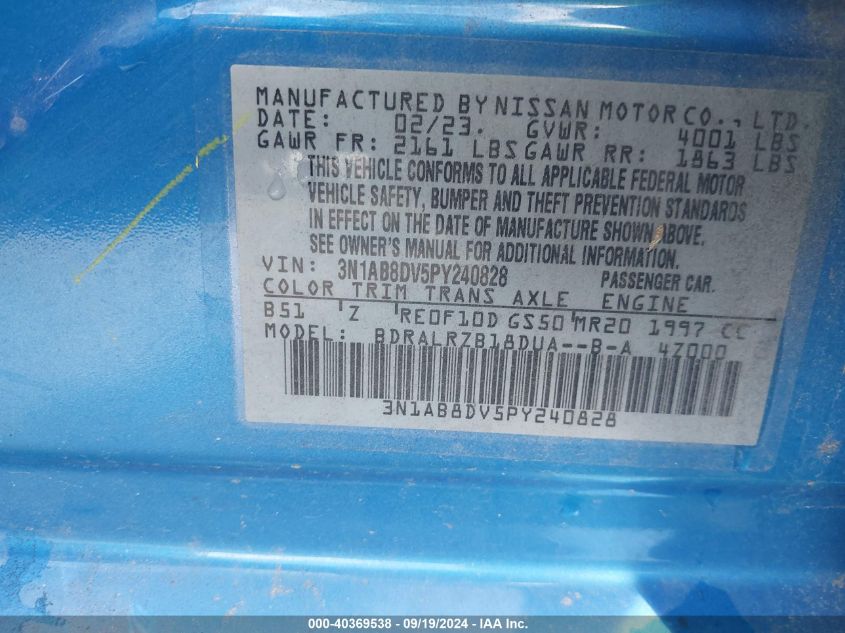 MANUFACTURED BY NISSAN MOTOR CO., LTD.
DATE: 02/23. GVWR: 4001 LBS
GAWR FR: 2161 LBS GAWR RR: 1863 LBS
THIS VEHICLE CONFORMS TO ALL APPLICABLE FEDERAL MOTOR
VEHICLE SAFETY, BUMPER AND THEFT PREVENTION STANDARDS
IN EFFECT ON THE DATE OF MANUFACTURE SHOWN ABOVE.
SEE OWNER'S MANUAL FOR ADDITIONAL INFORMATION.
VIN: 3N1AB8DV5PY240828 PASSENGER CAR.
COLOR TRIM TRANS AXLE ENGINE
B51 Z RE0F10D GS50 MR20 1997 CC
MODEL: BDRALRZB18DUA--B-A 4Z000
3N1AB8DV5PY240828
000-40369538 - 09/19/2024 - IAA Inc.